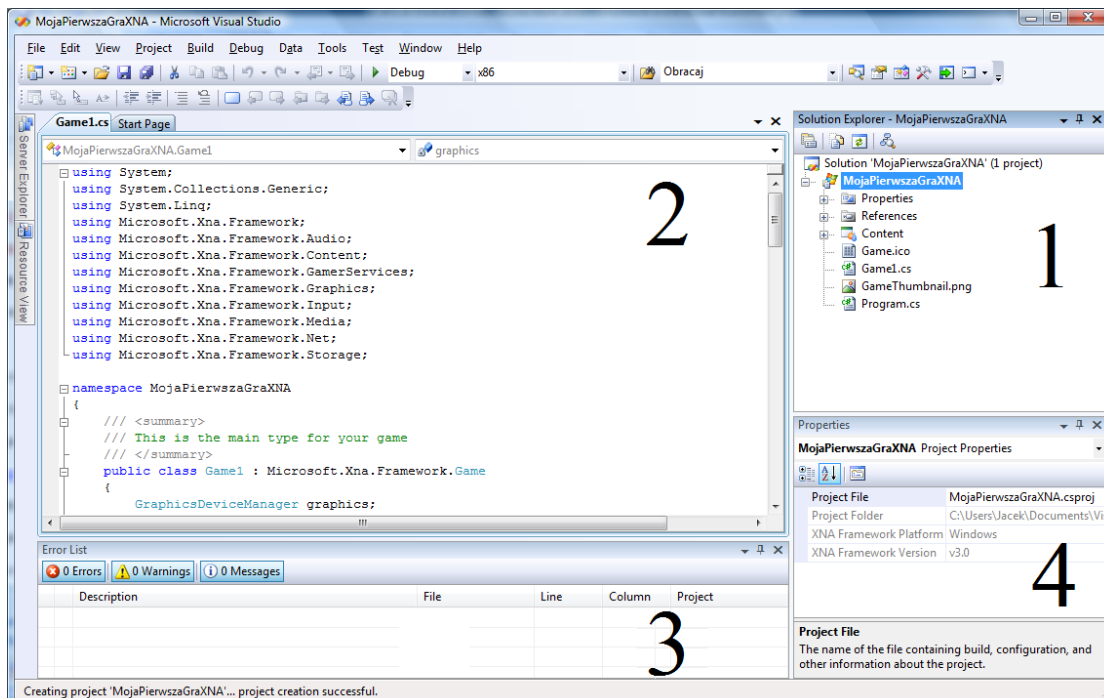 MojaPierwszaGraXNA - Microsoft Visual Studio
File Edit View Project Build Debug Data Tools Test Window Help
Debug x86 Obracaj
Server Explorer
Resource View
Game1.cs Start Page
MojaPierwszaGraXNA.Game1 graphics
using System;
using System.Collections.Generic;
using System.Linq;
using Microsoft.Xna.Framework;
using Microsoft.Xna.Framework.Audio;
using Microsoft.Xna.Framework.Content;
using Microsoft.Xna.Framework.GamerServices;
using Microsoft.Xna.Framework.Graphics;
using Microsoft.Xna.Framework.Input;
using Microsoft.Xna.Framework.Media;
using Microsoft.Xna.Framework.Net;
using Microsoft.Xna.Framework.Storage;
namespace MojaPierwszaGraXNA
{
/// <summary>
/// This is the main type for your game
/// </summary>
public class Game1 : Microsoft.Xna.Framework.Game
{
GraphicsDeviceManager graphics;
2
Solution Explorer - MojaPierwszaGraXNA
Solution 'MojaPierwszaGraXNA' (1 project)
MojaPierwszaGraXNA
Properties
References
Content
Game.ico
Game1.cs
GameThumbnail.png
Program.cs
1
Error List
0 Errors 0 Warnings 0 Messages
Description File Line Column Project
3
Properties
MojaPierwszaGraXNA Project Properties
Project File MojaPierwszaGraXNA.csproj
Project Folder C:\Users\Jacek\Documents\Vi
XNA Framework Platform Windows
XNA Framework Version v3.0
4
Project File
The name of the file containing build, configuration, and
other information about the project.
Creating project 'MojaPierwszaGraXNA'... project creation successful.